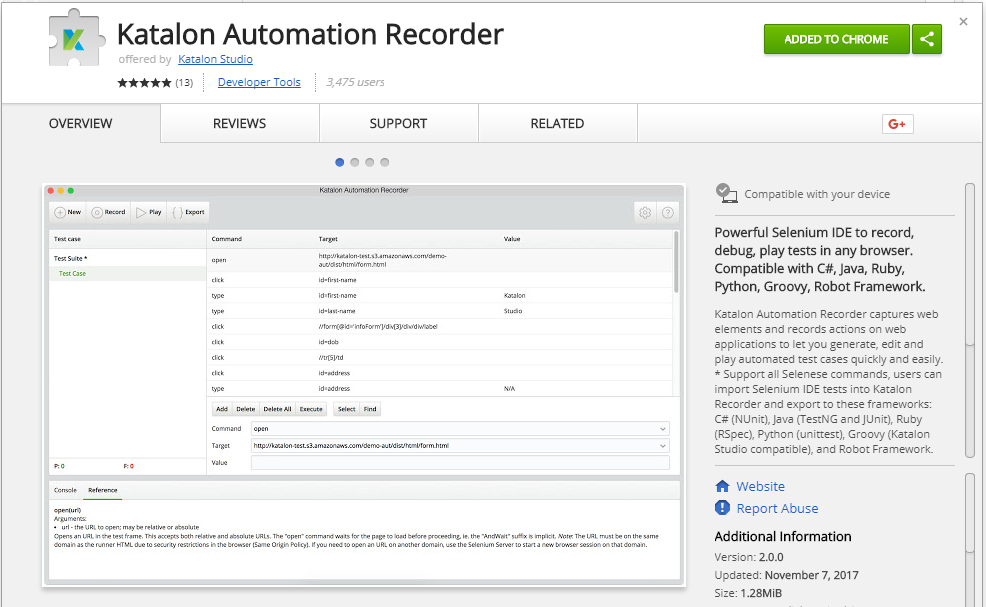 Katalon Automation Recorder
offered by Katalon Studio
(13) Developer Tools 3,475 users
ADDED TO CHROME
OVERVIEW REVIEWS SUPPORT RELATED
G+
Katalon Automation Recorder
New Record Play Export
Test case Command Target Value
Test Suite *
Test Case
open http://katalon-test.s3.amazonaws.com/demo-
aut/dist/html/form.html
click id=first-name
type id=first-name Katalon
type id=last-name Studio
click //form[@id='infoForm']/div[3]/div/div/label
click id=dob
click //tr[5]/td
click id=address
type id=address N/A
Add Delete Delete All Execute Select Find
Command open
Target http://katalon-test.s3.amazonaws.com/demo-aut/dist/html/form.html
Value
P: 0 F: 0
Console Reference
open(url)
Arguments:
• url - the URL to open; may be relative or absolute
Opens an URL in the test frame. This accepts both relative and absolute URLs. The "open" command waits for the page to load before proceeding, ie. the "AndWait" suffix is implicit. Note: The URL must be on the same
domain as the runner HTML due to security restrictions in the browser (Same Origin Policy). If you need to open an URL on another domain, use the Selenium Server to start a new browser session on that domain.
Compatible with your device
Powerful Selenium IDE to record,
debug, play tests in any browser.
Compatible with C#, Java, Ruby,
Python, Groovy, Robot Framework.
Katalon Automation Recorder captures web
elements and records actions on web
applications to let you generate, edit and
play automated test cases quickly and easily.
* Support all Selenese commands, users can
import Selenium IDE tests into Katalon
Recorder and export to these frameworks:
C# (NUnit), Java (TestNG and JUnit), Ruby
(RSpec), Python (unittest), Groovy (Katalon
Studio compatible), and Robot Framework.
Website
Report Abuse
Additional Information
Version: 2.0.0
Updated: November 7, 2017
Size: 1.28MiB